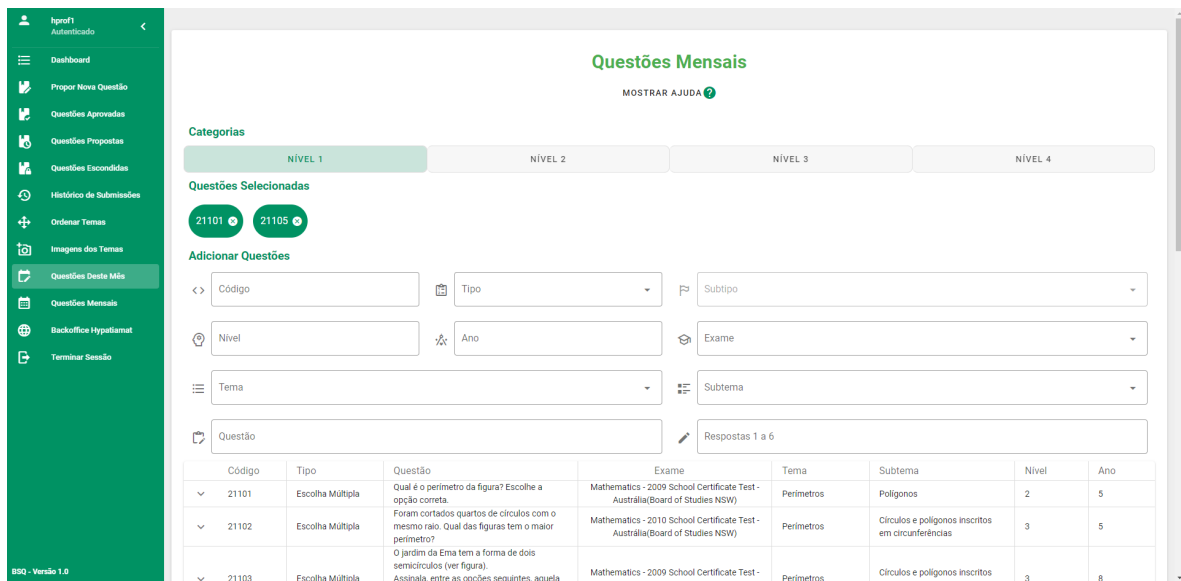 hprof1
Autenticado
Dashboard
Propor Nova Questão
Questões Aprovadas
Questões Propostas
Questões Escondidas
Histórico de Submissões
Ordenar Temas
Imagens dos Temas
Questões Deste Mês
Questões Mensais
Backoffice Hypatiamat
Terminar Sessão
BSQ - Versão 1.0
Questões Mensais
MOSTRAR AJUDA ?
Categorias
NÍVEL 1 NÍVEL 2 NÍVEL 3 NÍVEL 4
Questões Selecionadas
21101 21105
Adicionar Questões
Código Tipo Subtipo
Nível Ano Exame
Tema Subtema
Questão Respostas 1 a 6
Código Tipo Questão Exame Tema Subtema Nível Ano
21101 Escolha Múltipla Qual é o perímetro da figura? Escolhe a
opção correta. Mathematics - 2009 School Certificate Test -
Austrália(Board of Studies NSW) Perímetros Polígonos 2 5
21102 Escolha Múltipla Foram cortados quartos de círculos com o
mesmo raio. Qual das figuras tem o maior
perímetro? Mathematics - 2010 School Certificate Test -
Austrália(Board of Studies NSW) Perímetros Círculos e polígonos inscritos
em circunferências 3 5
21103 Escolha Múltipla O jardim da Ema tem a forma de dois
semicírculos (ver figura).
Assinala, entre as opções seguintes, aquela
Mathematics - 2009 School Certificate Test - Perímetros Círculos e polígonos inscritos 3 8